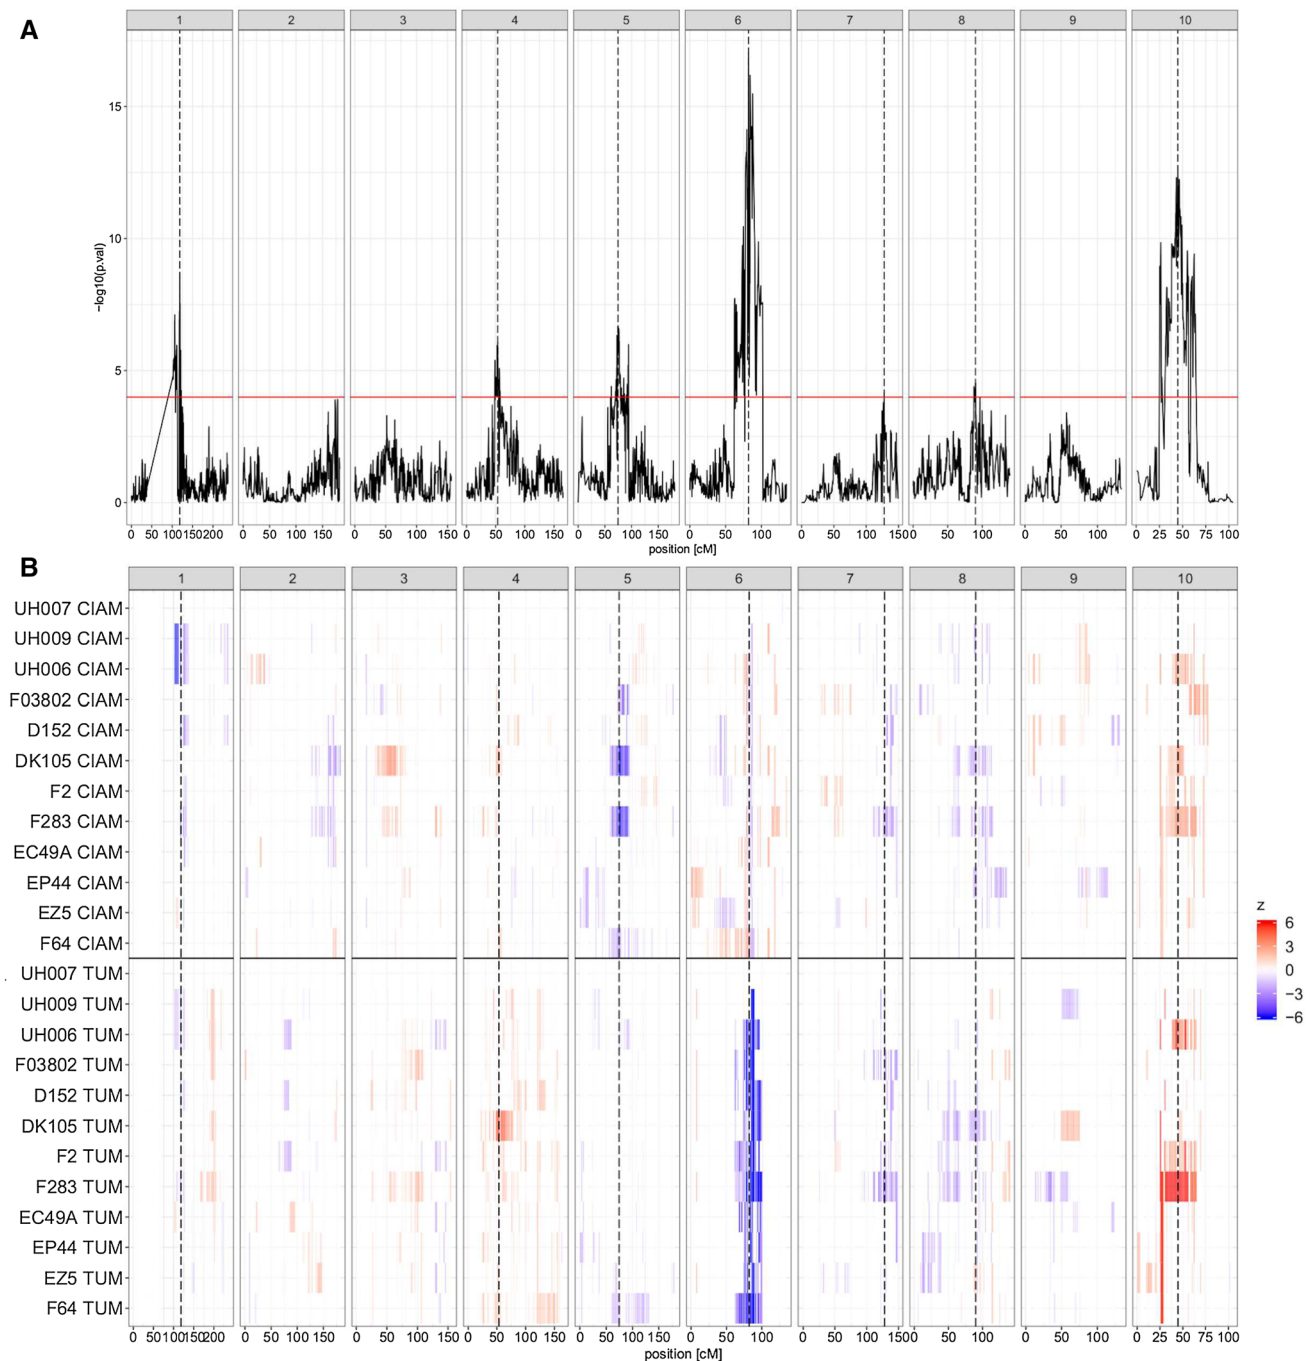 A
1 2 3 4 5 6 7 8 9 10
15
10
5
0
−log10(p.val)
0 50 100150200 0 50 100 150 0 50 100 150 0 50 100 150 0 50 100 150 0 50 100 0 50 100 150 0 50 100 0 50 100 0 25 50 75 100
position [cM]
B
1 2 3 4 5 6 7 8 9 10
UH007 CIAM
UH009 CIAM
UH006 CIAM
F03802 CIAM
D152 CIAM
DK105 CIAM
F2 CIAM
F283 CIAM
EC49A CIAM
EP44 CIAM
EZ5 CIAM
F64 CIAM
UH007 TUM
UH009 TUM
UH006 TUM
F03802 TUM
D152 TUM
DK105 TUM
F2 TUM
F283 TUM
EC49A TUM
EP44 TUM
EZ5 TUM
F64 TUM
z
6
3
0
−3
−6
0 50100150200 0 50 100 150 0 50 100 150 0 50 100 150 0 50 100 150 0 50 100 0 50 100 150 0 50 100 0 50 100 0 25 50 75 100
position [cM]